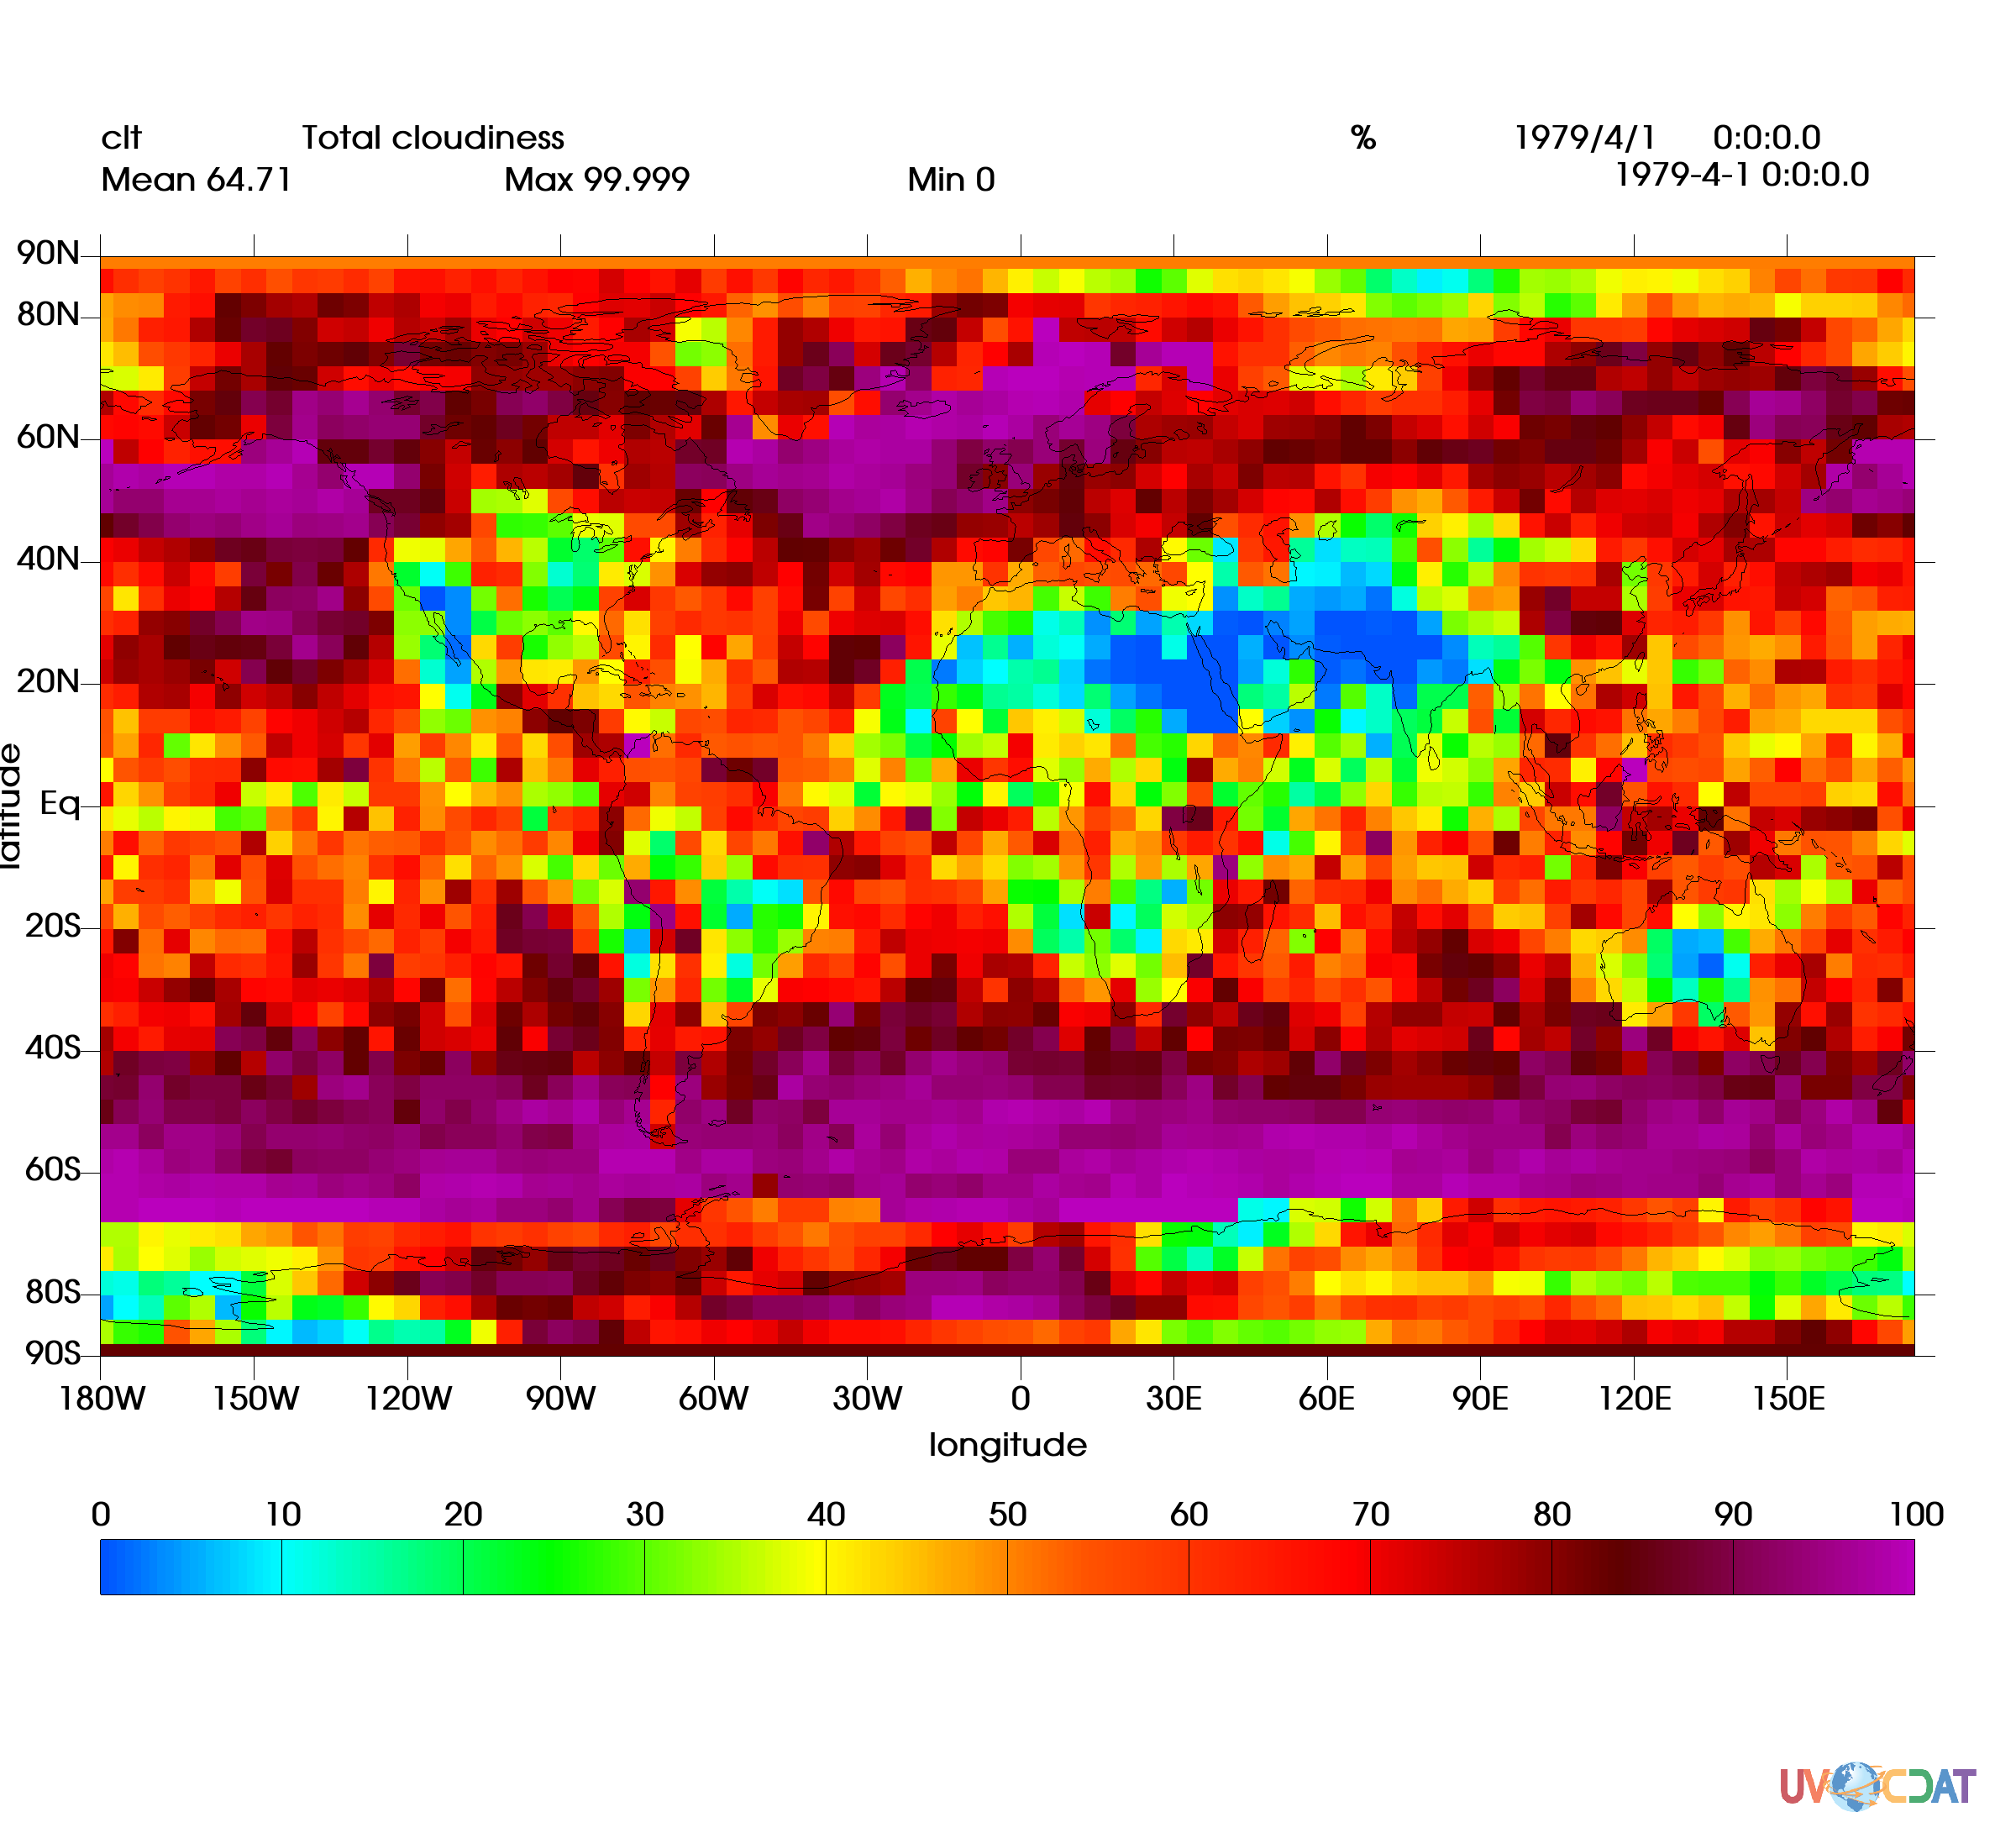 clt Total cloudiness % 1979/4/1 0:0:0.0
Mean 64.71 Max 99.999 Min 0 1979-4-1 0:0:0.0
90N
80N
60N
40N
20N
Eq
20S
40S
60S
80S
90S
latitude
180W 150W 120W 90W 60W 30W 0 30E 60E 90E 120E 150E
longitude
0 10 20 30 40 50 60 70 80 90 100
UV CDAT